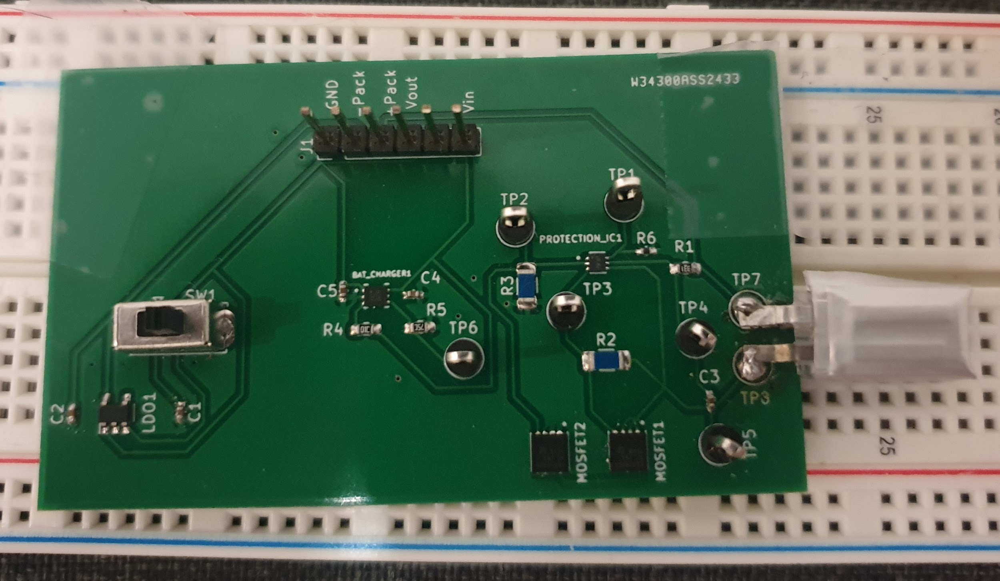 W34300ASS2433
GND
-Pack
+Pack
Vout
Vin
25
J1
TP1
TP2
PROTECTION_IC1
R6
R1
BAT_CHARGER1
C4
C5
R3
TP3
TP7
SW1
R5
TP4
R4
TP6
R2
C3
TP3
C2
LDO1
C1
MOSFET2
MOSFET1
TP5
25